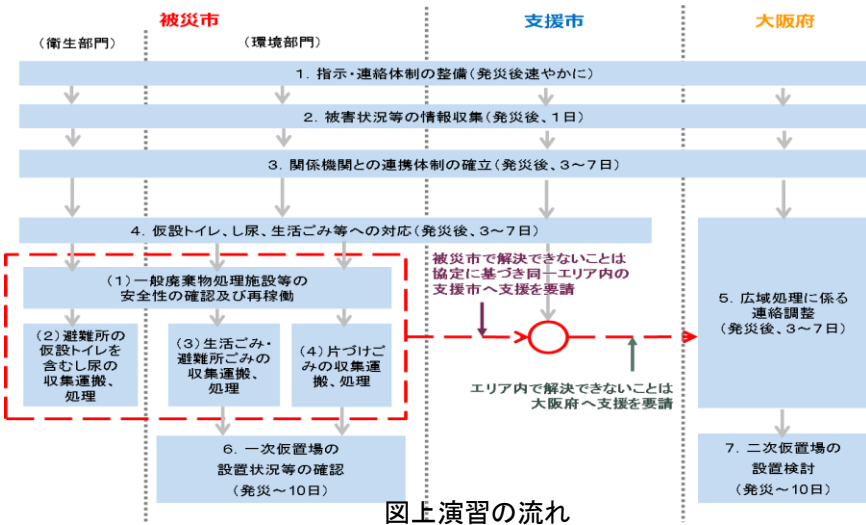 被災市
支援市
大阪府
(衛生部門)
(環境部門)
1. 指示・連絡体制の整備(発災後速やかに)
2. 被害状況等の情報収集(発災後、1日)
3. 関係機関との連携体制の確立(発災後、3~7日)
4. 仮設トイレ、し尿、生活ごみ等への対応(発災後、3~7日)
(1)一般廃棄物処理施設等の
安全性の確認及び再稼働
(2)避難所の
仮設トイレを
含むし尿の
収集運搬、
処理
(3)生活ごみ・
避難所ごみの
収集運搬、
処理
(4)片づけご
みの収集運
搬、処理
被災市で解決できないことは
協定に基づき同一エリア内の
支援市へ支援を要請
エリア内で解決できないことは
大阪府へ支援を要請
5. 広域処理に係る
連絡調整
(発災後、3~7日)
6. 一次仮置場の
設置状況等の確認
(発災~10日)
7. 二次仮置場の
設置検討
(発災~10日)
図上演習の流れ